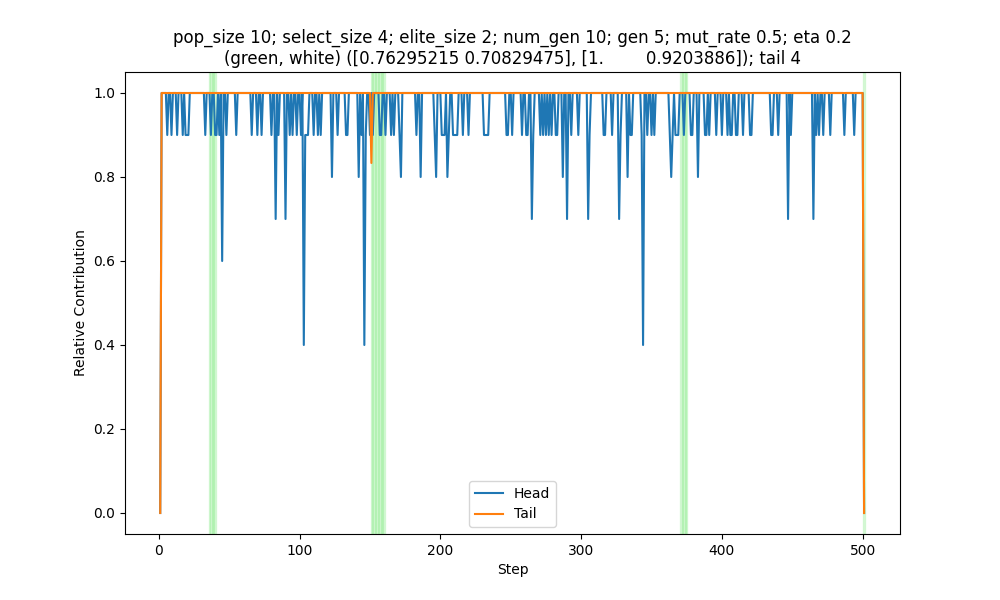 pop_size 10; select_size 4; elite_size 2; num_gen 10; gen 5; mut_rate 0.5; eta 0.2
(green, white) ([0.76295215 0.70829475], [1.         0.9203886]); tail 4
1.0
0.8
0.6
0.4
0.2
0.0
Relative Contribution
Head
Tail
0 100 200 300 400 500
Step